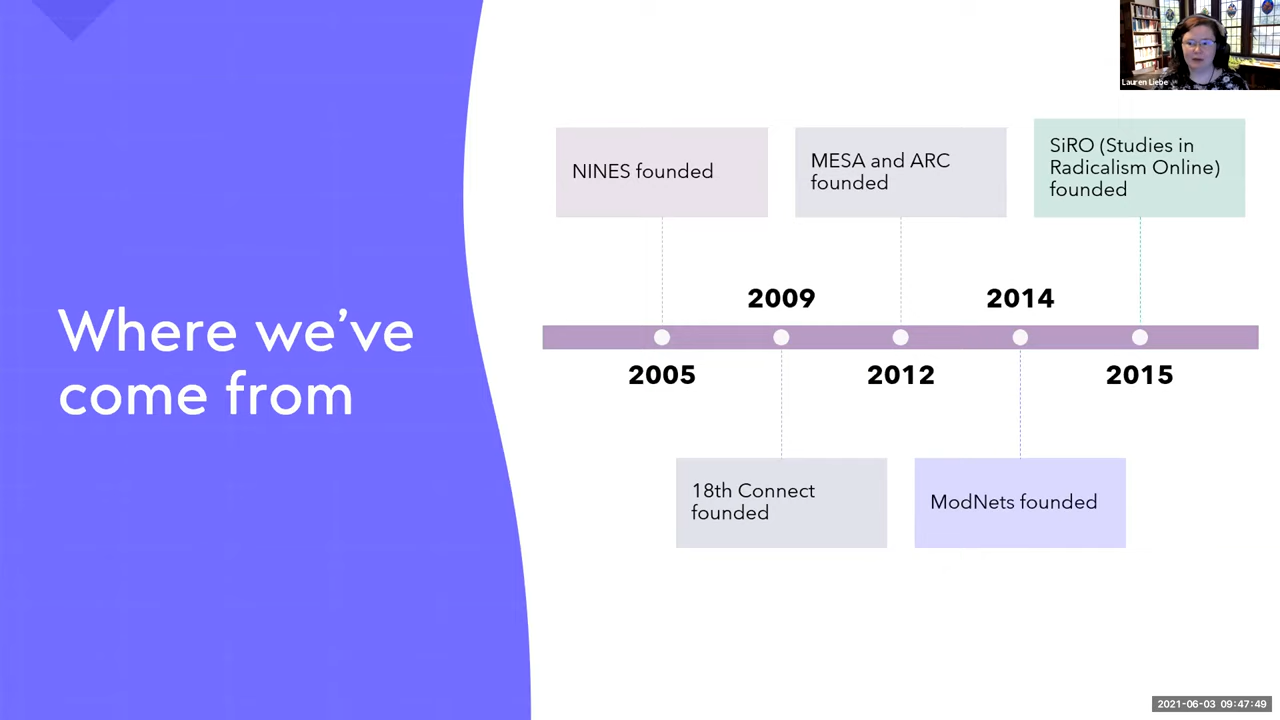 Lauren Liebe
Where we've
come from
NINES founded
MESA and ARC
founded
SiRO (Studies in
Radicalism Online)
founded
2009
2014
2005
2012
2015
18th Connect
founded
ModNets founded
2021-06-03 09:47:49